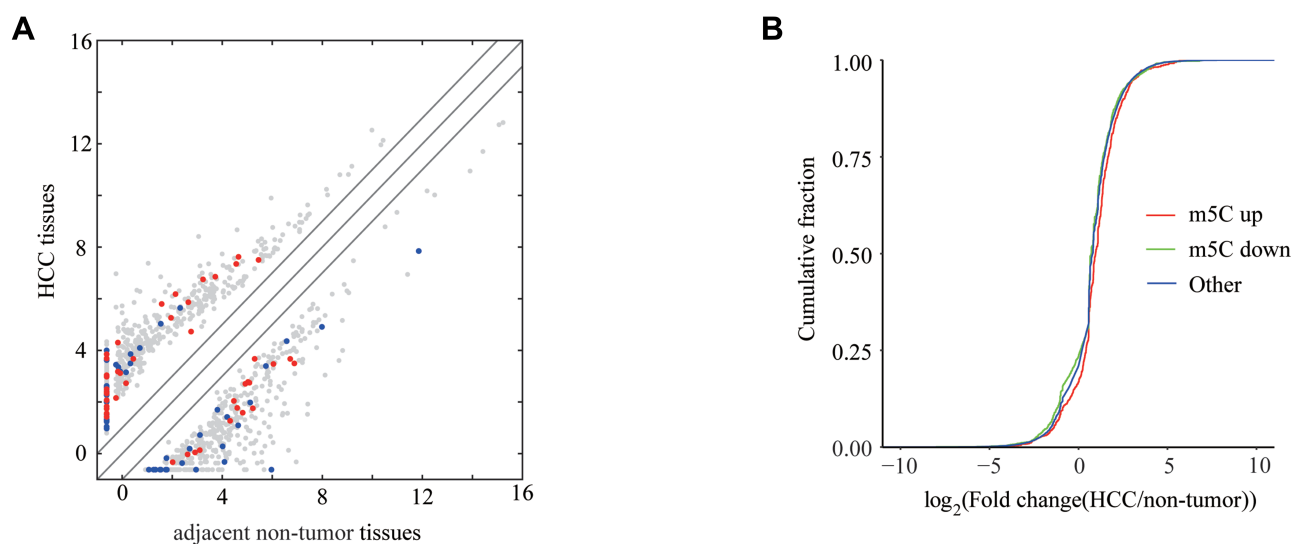 A
16
12
8
4
0
HCC tissues
0
4
8
12
16
adjacent non-tumor tissues
B
1.00
0.75
0.50
0.25
0.00
Cumulative fraction
m5C up
m5C down
Other
−10
−5
0
5
10
log2(Fold change(HCC/non-tumor))